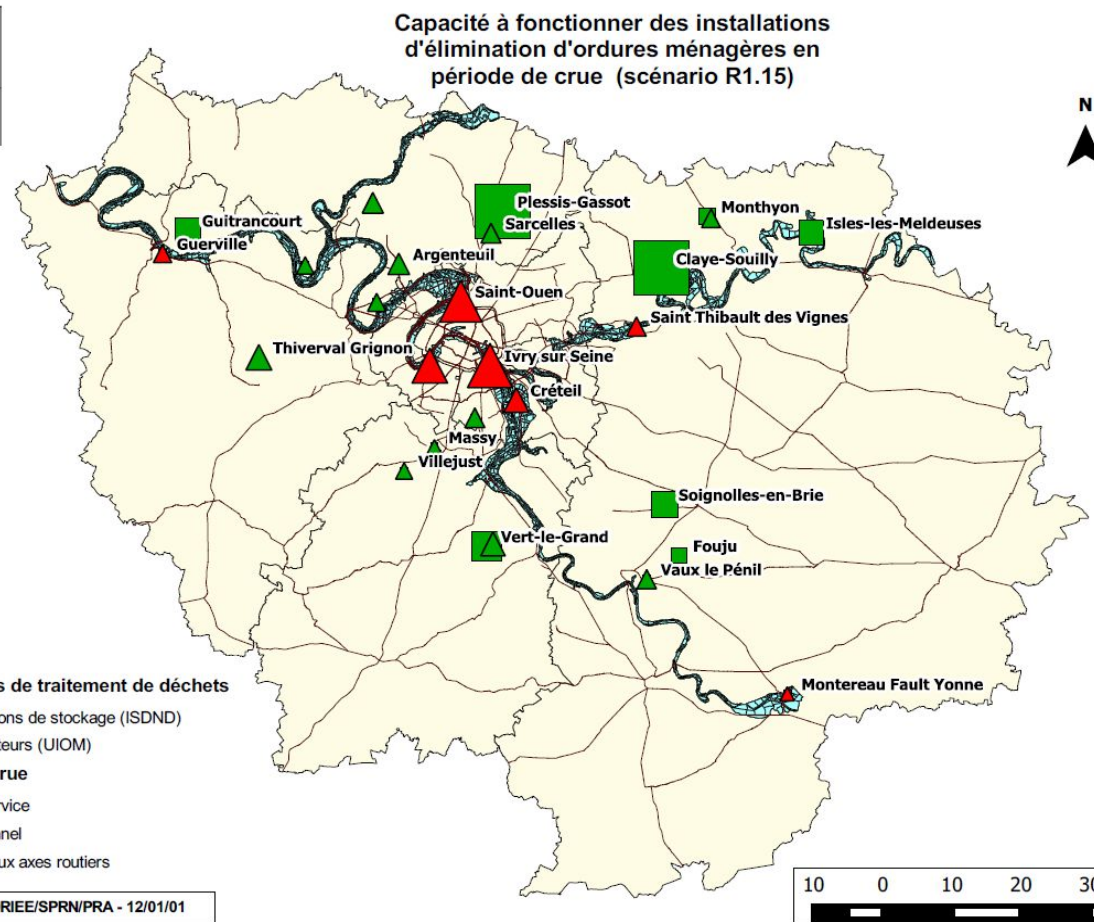 Capacité à fonctionner des installations
d'élimination d'ordures ménagères en
période de crue (scénario R1.15)
N
Plessis-Gassot
Sarcelles
Monthyon
Isles-les-Meldeuses
Guitrancourt
Guerville
Argenteuil
Claye-Souilly
Saint-Ouen
Saint Thibault des Vignes
Thiverval Grignon
Ivry sur Seine
Créteil
Massy
Villejust
Soignolles-en-Brie
Vert-le-Grand
Fouju
Vaux le Pénil
Montereau Fault Yonne
s de traitement de déchets
ons de stockage (ISDND)
teurs (UIOM)
rue
rvice
nel
ux axes routiers
RIEE/SPRN/PRA - 12/01/01
10 0 10 20 30